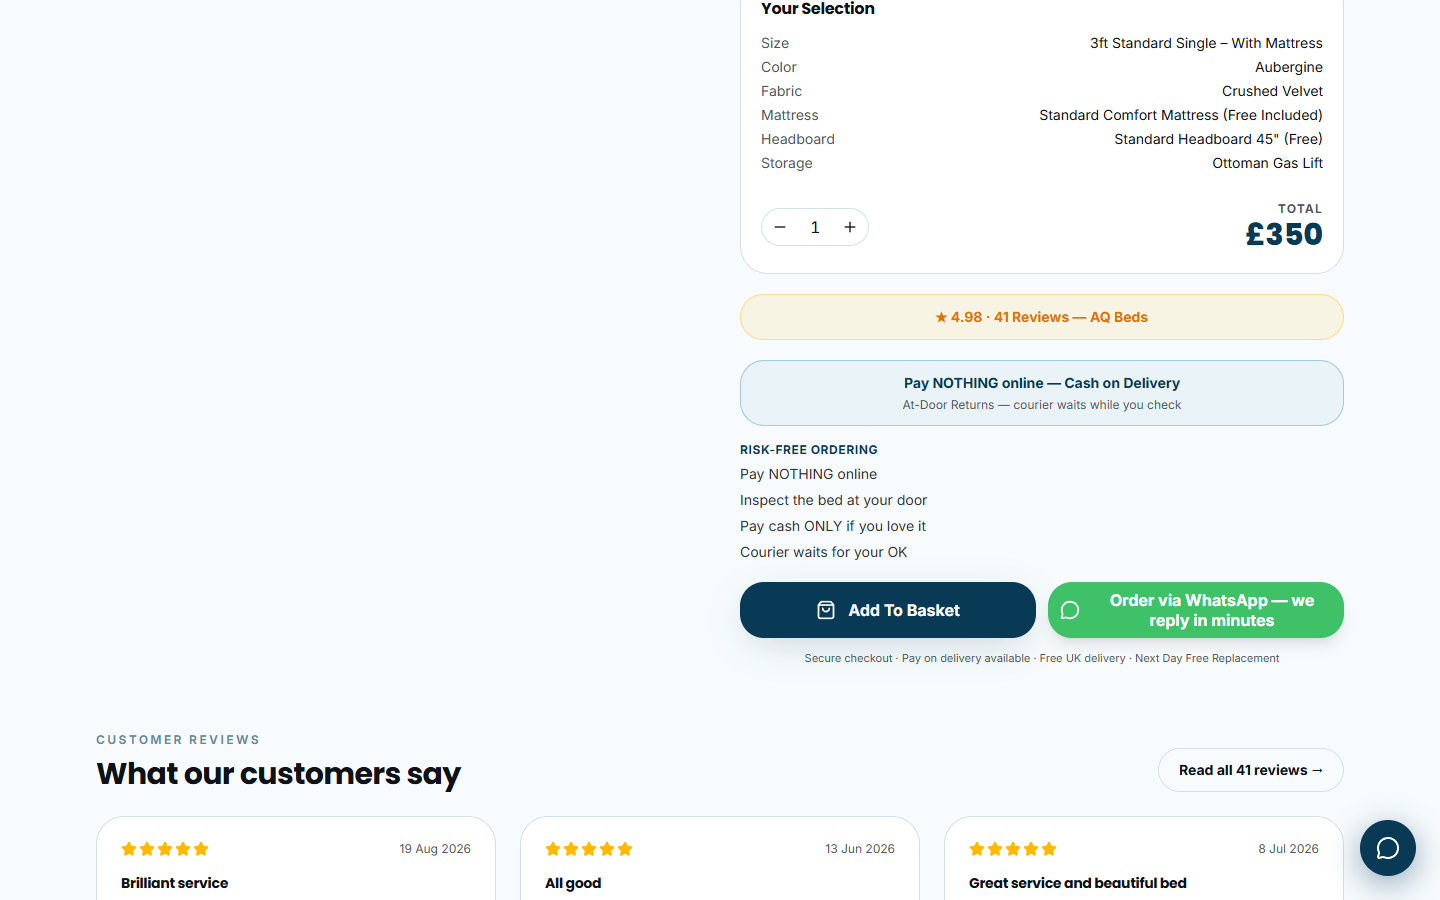 Your Selection
Size 3ft Standard Single – With Mattress
Color Aubergine
Fabric Crushed Velvet
Mattress Standard Comfort Mattress (Free Included)
Headboard Standard Headboard 45" (Free)
Storage Ottoman Gas Lift
TOTAL
− 1 + £350
★ 4.98 · 41 Reviews — AQ Beds
Pay NOTHING online — Cash on Delivery
At-Door Returns — courier waits while you check
RISK-FREE ORDERING
Pay NOTHING online
Inspect the bed at your door
Pay cash ONLY if you love it
Courier waits for your OK
Add To Basket
Order via WhatsApp — we
reply in minutes
Secure checkout · Pay on delivery available · Free UK delivery · Next Day Free Replacement
CUSTOMER REVIEWS
What our customers say
Read all 41 reviews →
19 Aug 2026
Brilliant service
13 Jun 2026
All good
8 Jul 2026
Great service and beautiful bed